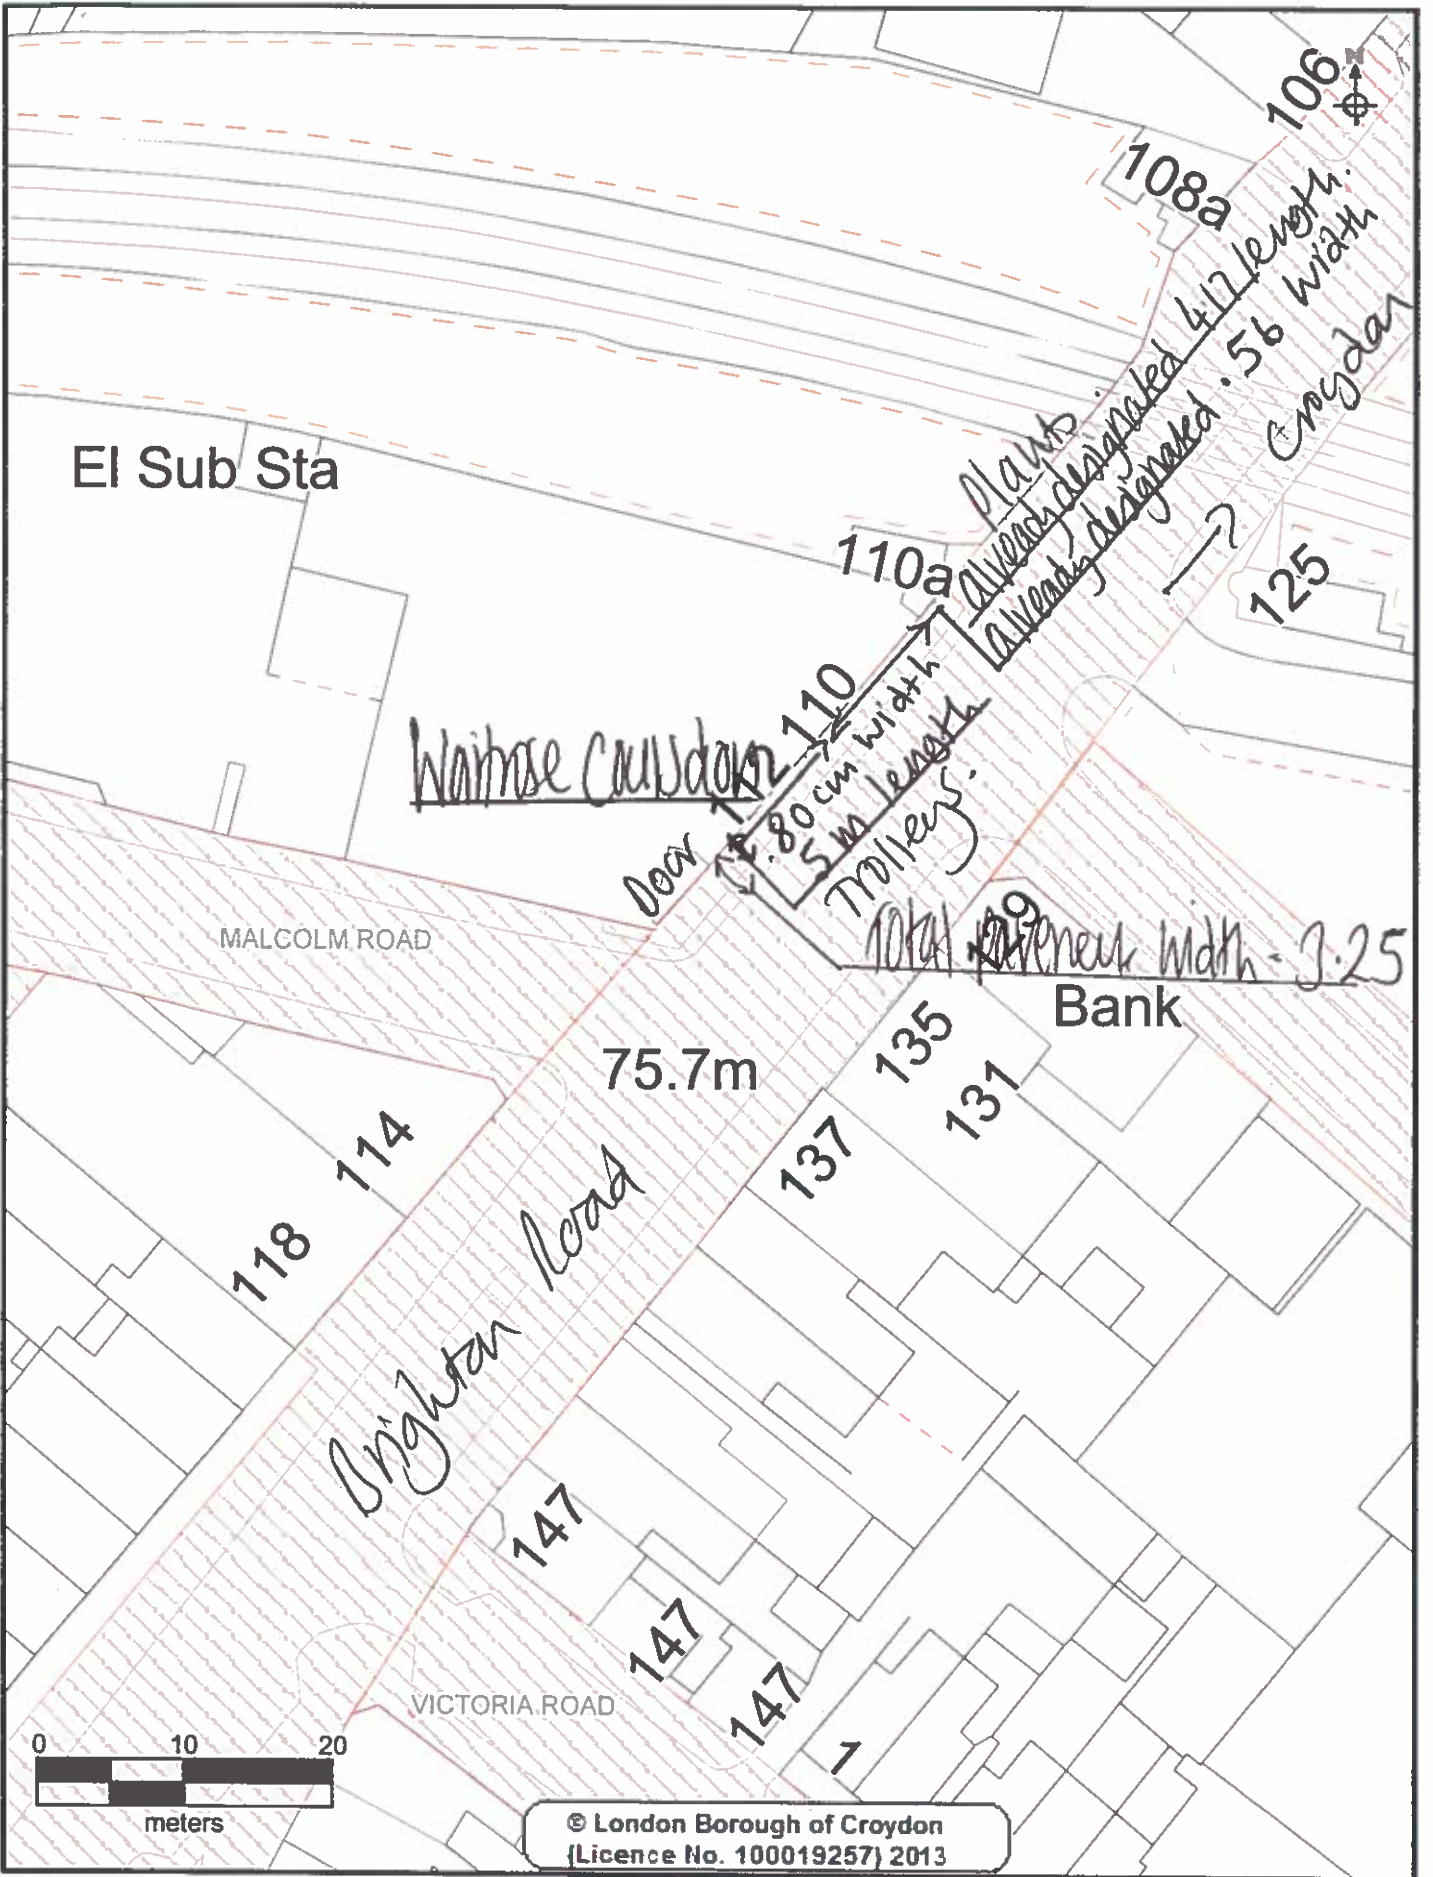 N
106
108a
4.17 length.
already designated
.56 width
already designated
Plants
Croydon
El Sub Sta
110a
125
110
.80 cm width
5 m length
Trolleys.
Waitrose Coulsdon
112
Door
MALCOLM ROAD
Total pavement width - 3.25
129
Bank
135
75.7m
131
137
114
118
Brighton Road
147
147
147
VICTORIA ROAD
1
0 10 20
meters
© London Borough of Croydon
(Licence No. 100019257) 2013